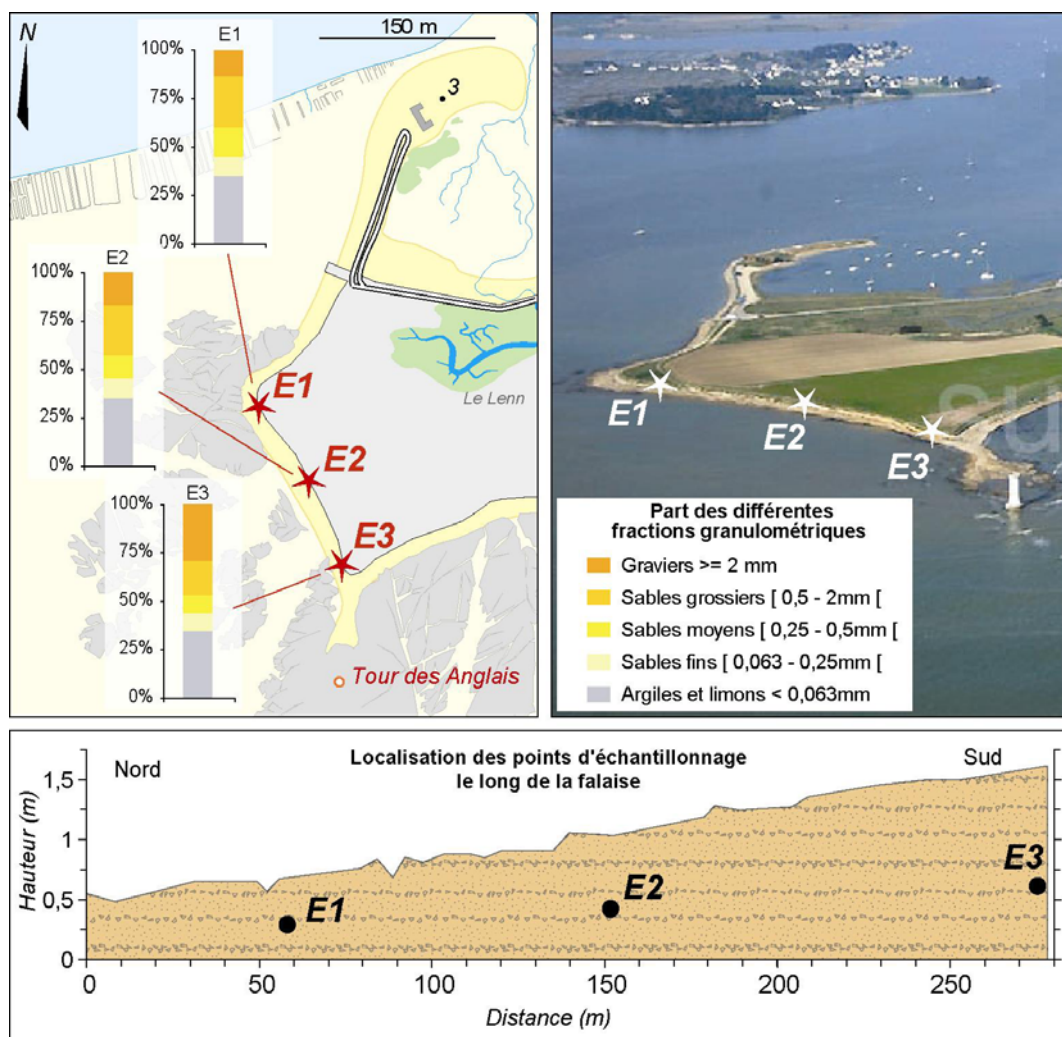 N
150 m
3
E1
100%
75%
50%
25%
0%
E2
100%
75%
50%
25%
0%
E3
100%
75%
50%
25%
0%
E1
E2
E3
Le Lenn
Tour des Anglais
E1
E2
E3
su
Part des différentes
fractions granulométriques
Graviers >= 2 mm
Sables grossiers [ 0,5 - 2mm [
Sables moyens [ 0,25 - 0,5mm [
Sables fins [ 0,063 - 0,25mm [
Argiles et limons < 0,063mm
Localisation des points d'échantillonnage
le long de la falaise
Nord
Sud
Hauteur (m)
1,5
1
0,5
0
E1
E2
E3
0 50 100 150 200 250
Distance (m)